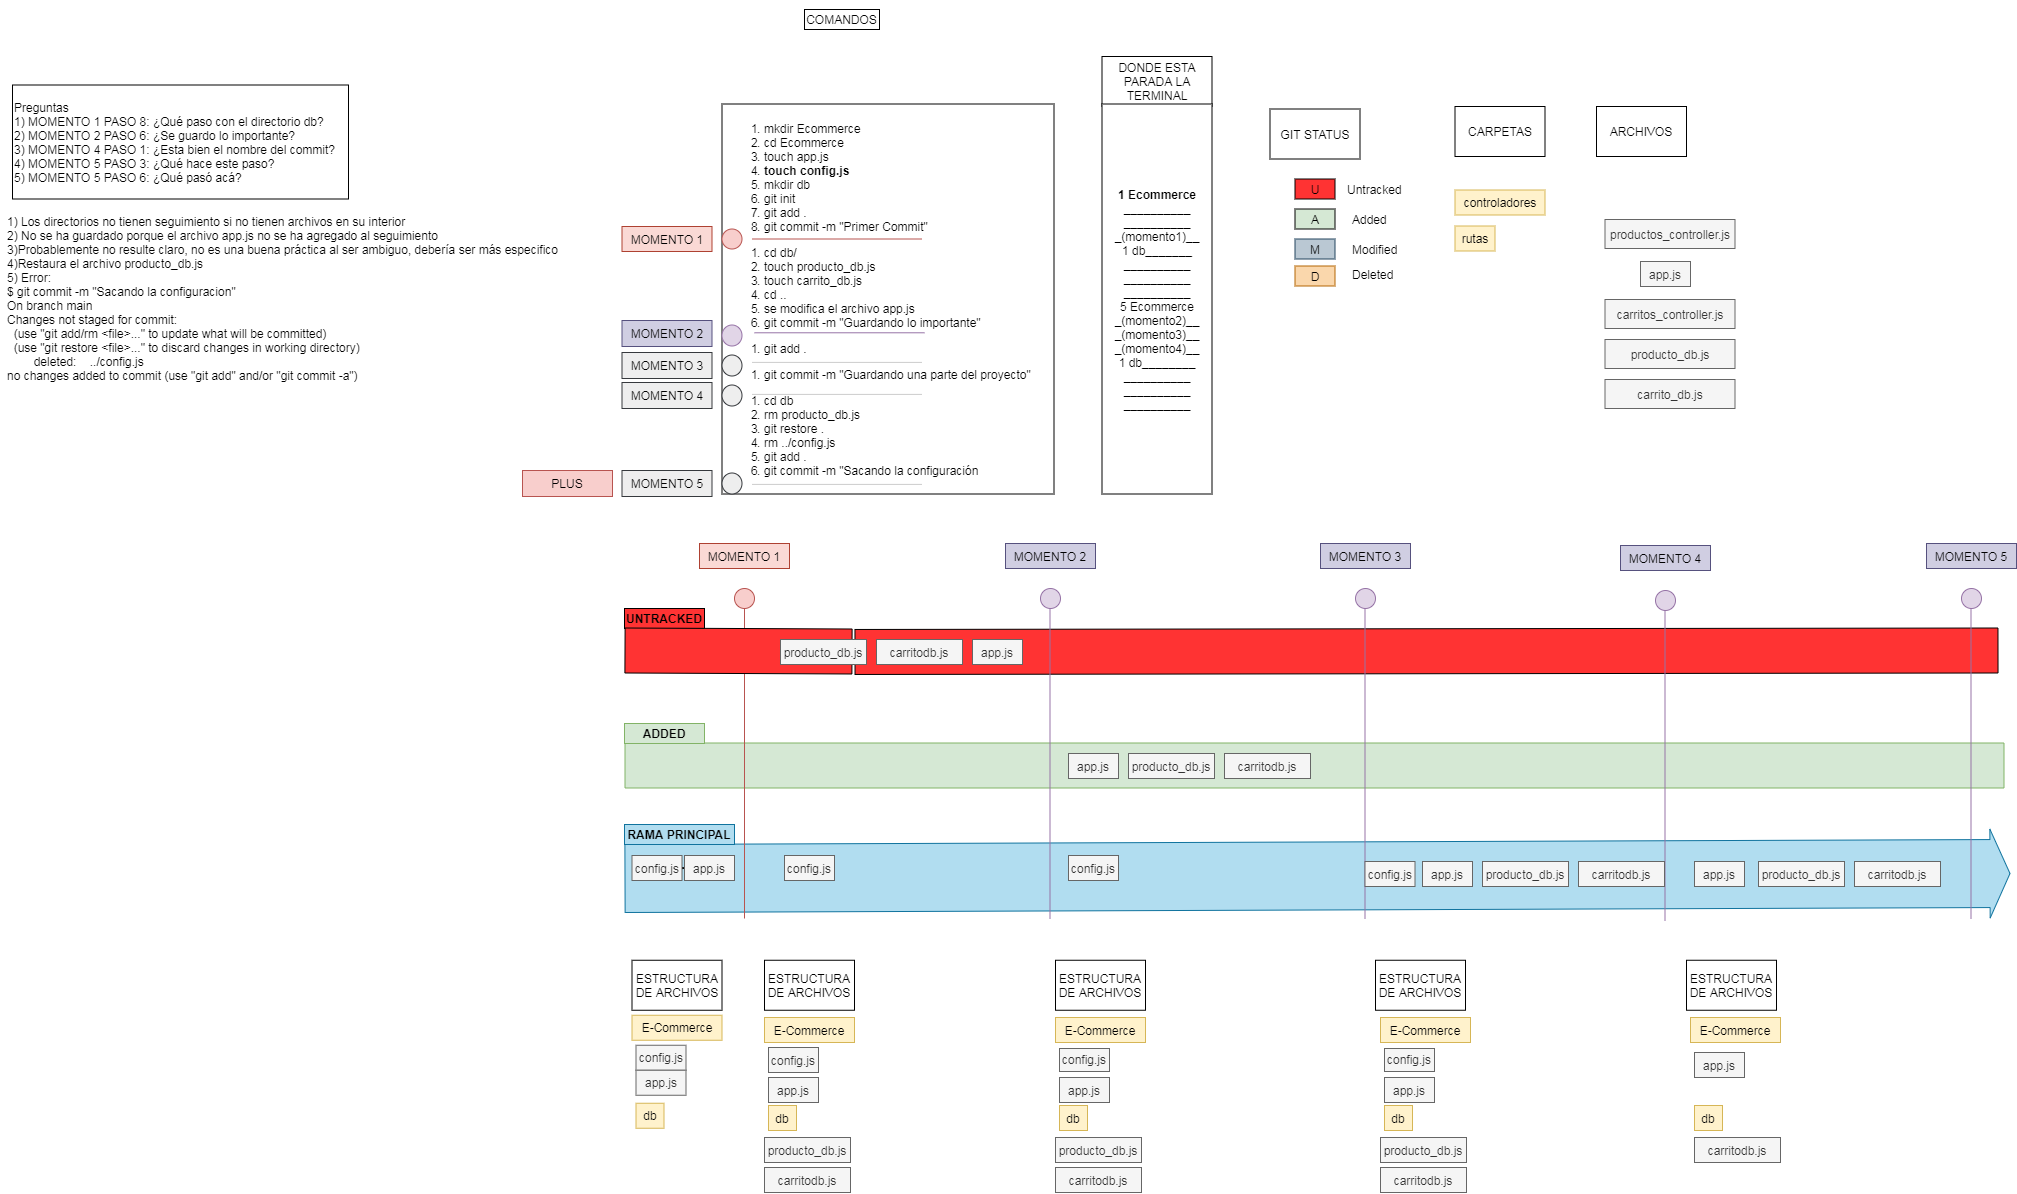 COMANDOS
Preguntas
1) MOMENTO 1 PASO 8: ¿Qué paso con el directorio db?
2) MOMENTO 2 PASO 6: ¿Se guardo lo importante?
3) MOMENTO 4 PASO 1: ¿Esta bien el nombre del commit?
4) MOMENTO 5 PASO 3: ¿Qué hace este paso?
5) MOMENTO 5 PASO 6: ¿Qué pasó acá?
1) Los directorios no tienen seguimiento si no tienen archivos en su interior
2) No se ha guardado porque el archivo app.js no se ha agregado al seguimiento
3)Probablemente no resulte claro, no es una buena práctica al ser ambiguo, debería ser más especifico
4)Restaura el archivo producto_db.js
5) Error:
$ git commit -m "Sacando la configuracion"
On branch main
Changes not staged for commit:
(use "git add/rm <file>..." to update what will be committed)
(use "git restore <file>..." to discard changes in working directory)
deleted: ../config.js
no changes added to commit (use "git add" and/or "git commit -a")
MOMENTO 1
MOMENTO 2
MOMENTO 3
MOMENTO 4
PLUS
MOMENTO 5
1. mkdir Ecommerce
2. cd Ecommerce
3. touch app.js
4. touch config.js
5. mkdir db
6. git init
7. git add .
8. git commit -m "Primer Commit"
1. cd db/
2. touch producto_db.js
3. touch carrito_db.js
4. cd ..
5. se modifica el archivo app.js
6. git commit -m "Guardando lo importante"
1. git add .
1. git commit -m "Guardando una parte del proyecto"
1. cd db
2. rm producto_db.js
3. git restore .
4. rm ../config.js
5. git add .
6. git commit -m "Sacando la configuración
DONDE ESTA
PARADA LA
TERMINAL
1 Ecommerce
__________
__________
_(momento1)__
1 db_______
__________
__________
__________
5 Ecommerce
_(momento2)__
_(momento3)__
_(momento4)__
1 db________
__________
__________
__________
GIT STATUS
U Untracked
A Added
M Modified
D Deleted
CARPETAS
controladores
rutas
ARCHIVOS
productos_controller.js
app.js
carritos_controller.js
producto_db.js
carrito_db.js
MOMENTO 1
MOMENTO 2
MOMENTO 3
MOMENTO 4
MOMENTO 5
UNTRACKED
producto_db.js
carritodb.js
app.js
ADDED
app.js
producto_db.js
carritodb.js
RAMA PRINCIPAL
config.js
app.js
config.js
config.js
config.js
app.js
producto_db.js
carritodb.js
app.js
producto_db.js
carritodb.js
ESTRUCTURA
DE ARCHIVOS
E-Commerce
config.js
app.js
db
ESTRUCTURA
DE ARCHIVOS
E-Commerce
config.js
app.js
db
producto_db.js
carritodb.js
ESTRUCTURA
DE ARCHIVOS
E-Commerce
config.js
app.js
db
producto_db.js
carritodb.js
ESTRUCTURA
DE ARCHIVOS
E-Commerce
config.js
app.js
db
producto_db.js
carritodb.js
ESTRUCTURA
DE ARCHIVOS
E-Commerce
app.js
db
carritodb.js